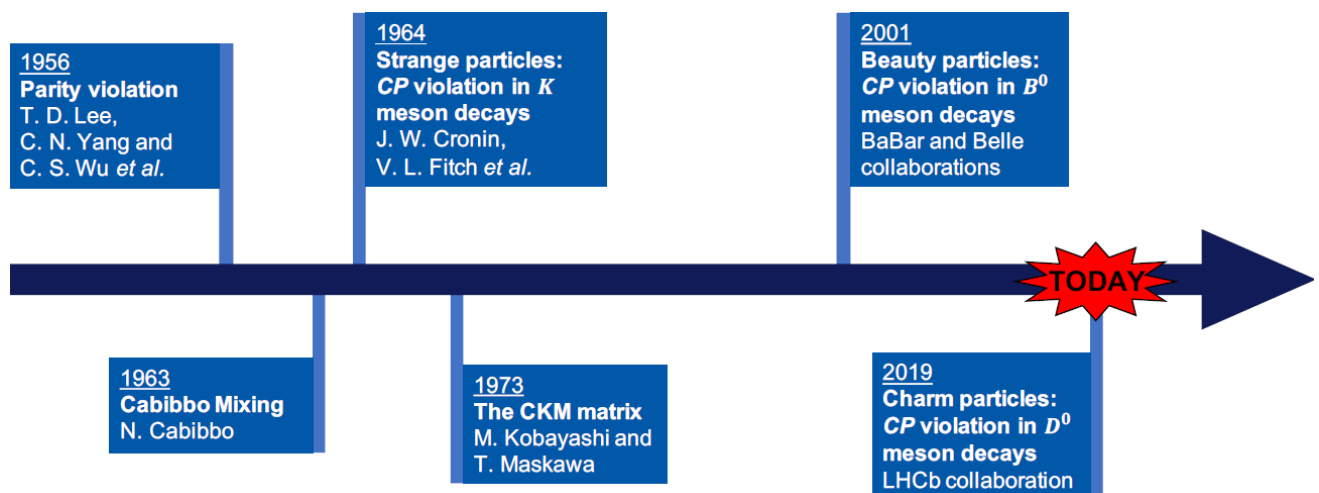 1956
Parity violation
T. D. Lee,
C. N. Yang and
C. S. Wu et al.
1964
Strange particles:
CP violation in K
meson decays
J. W. Cronin,
V. L. Fitch et al.
2001
Beauty particles:
CP violation in B⁰
meson decays
BaBar and Belle
collaborations
TODAY
1963
Cabibbo Mixing
N. Cabibbo
1973
The CKM matrix
M. Kobayashi and
T. Maskawa
2019
Charm particles:
CP violation in D⁰
meson decays
LHCb collaboration